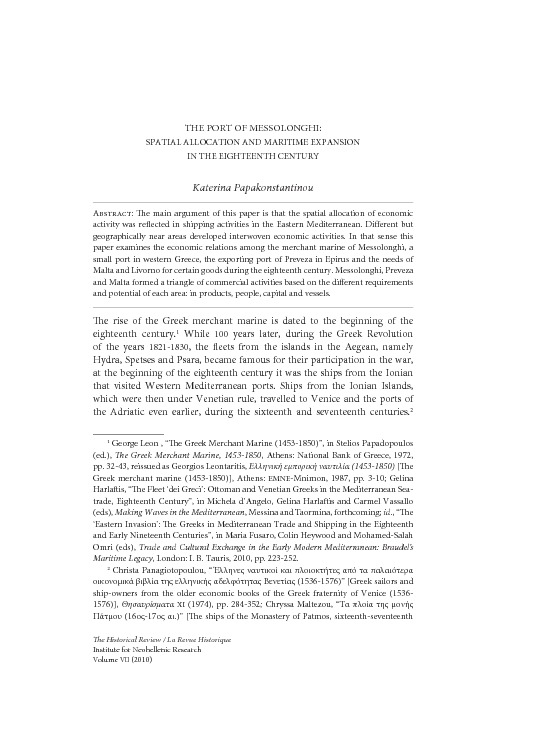 THE PORT OF MESSOLONGHI:
SPATIAL ALLOCATION AND MARITIME EXPANSION
IN THE EIGHTEENTH CENTURY
Katerina Papakonstantinou
ABSTRACT: The main argument of this paper is that the spatial allocation of economic
activity was reflected in shipping activities in the Eastern Mediterranean. Different but
geographically near areas developed interwoven economic activities. In that sense this
paper examines the economic relations among the merchant marine of Messolonghi, a
small port in western Greece, the exporting port of Preveza in Epirus and the needs of
Malta and Livorno for certain goods during the eighteenth century. Messolonghi, Preveza
and Malta formed a triangle of commercial activities based on the different requirements
and potential of each area: in products, people, capital and vessels.
The rise of the Greek merchant marine is dated to the beginning of the
eighteenth century.¹ While 100 years later, during the Greek Revolution
of the years 1821-1830, the fleets from the islands in the Aegean, namely
Hydra, Spetses and Psara, became famous for their participation in the war,
at the beginning of the eighteenth century it was the ships from the Ionian
that visited Western Mediterranean ports. Ships from the Ionian Islands,
which were then under Venetian rule, travelled to Venice and the ports of
the Adriatic even earlier, during the sixteenth and seventeenth centuries.²
¹ George Leon , “The Greek Merchant Marine (1453-1850)”, in Stelios Papadopoulos
(ed.), The Greek Merchant Marine, 1453-1850, Athens: National Bank of Greece, 1972,
pp. 32-43, reissued as Georgios Leontaritis, Ελληνική εμπορική ναυτιλία (1453-1850) [The
Greek merchant marine (1453-1850)], Athens: EMNE-Mnimon, 1987, pp. 3-10; Gelina
Harlaftis, “The Fleet ‘dei Greci’: Ottoman and Venetian Greeks in the Mediterranean Sea-
trade, Eighteenth Century”, in Michela d’Angelo, Gelina Harlaftis and Carmel Vassallo
(eds), Making Waves in the Mediterranean, Messina and Taormina, forthcoming; id., “The
‘Eastern Invasion’: The Greeks in Mediterranean Trade and Shipping in the Eighteenth
and Early Nineteenth Centuries”, in Maria Fusaro, Colin Heywood and Mohamed-Salah
Omri (eds), Trade and Cultural Exchange in the Early Modern Mediterranean: Braudel’s
Maritime Legacy, London: I. B. Tauris, 2010, pp. 223-252.
² Christa Panagiotopoulou, “Έλληνες ναυτικοί και πλοιοκτήτες από τα παλαιότερα
οικονομικά βιβλία της ελληνικής αδελφότητας Βενετίας (1536-1576)” [Greek sailors and
ship-owners from the older economic books of the Greek fraternity of Venice (1536-
1576)], Θησαυρίσματα XI (1974), pp. 284-352; Chryssa Maltezou, “Τα πλοία της μονής
Πάτμου (16ος-17ος αι.)” [The ships of the Monastery of Patmos, sixteenth-seventeenth
The Historical Review / La Revue Historique
Institute for Neohellenic Research
Volume VII (2010)